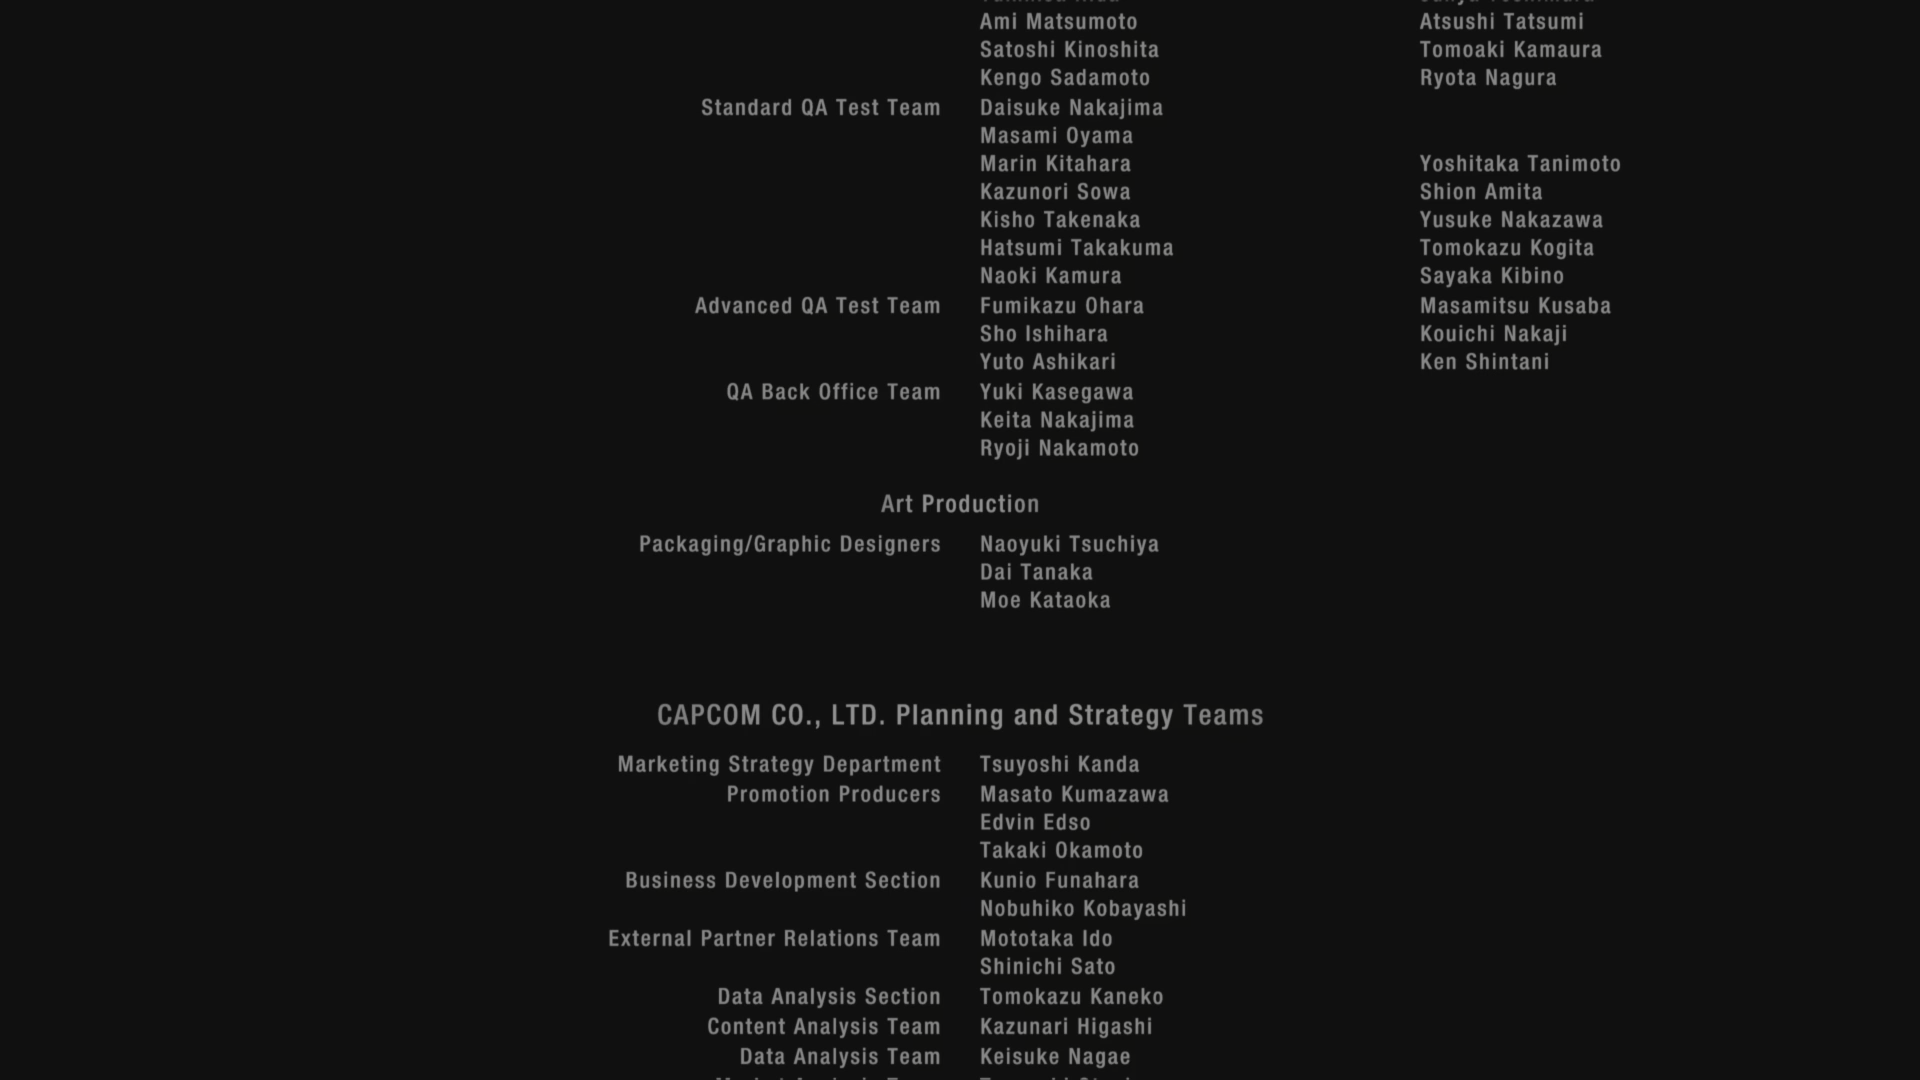 Ami Matsumoto Atsushi Tatsumi
Satoshi Kinoshita Tomoaki Kamaura
Kengo Sadamoto Ryota Nagura
Standard QA Test Team Daisuke Nakajima
Masami Oyama
Marin Kitahara Yoshitaka Tanimoto
Kazunori Sowa Shion Amita
Kisho Takenaka Yusuke Nakazawa
Hatsumi Takakuma Tomokazu Kogita
Naoki Kamura Sayaka Kibino
Advanced QA Test Team Fumikazu Ohara Masamitsu Kusaba
Sho Ishihara Kouichi Nakaji
Yuto Ashikari Ken Shintani
QA Back Office Team Yuki Kasegawa
Keita Nakajima
Ryoji Nakamoto
Art Production
Packaging/Graphic Designers Naoyuki Tsuchiya
Dai Tanaka
Moe Kataoka
CAPCOM CO., LTD. Planning and Strategy Teams
Marketing Strategy Department Tsuyoshi Kanda
Promotion Producers Masato Kumazawa
Edvin Edso
Takaki Okamoto
Business Development Section Kunio Funahara
Nobuhiko Kobayashi
External Partner Relations Team Mototaka Ido
Shinichi Sato
Data Analysis Section Tomokazu Kaneko
Content Analysis Team Kazunari Higashi
Data Analysis Team Keisuke Nagae